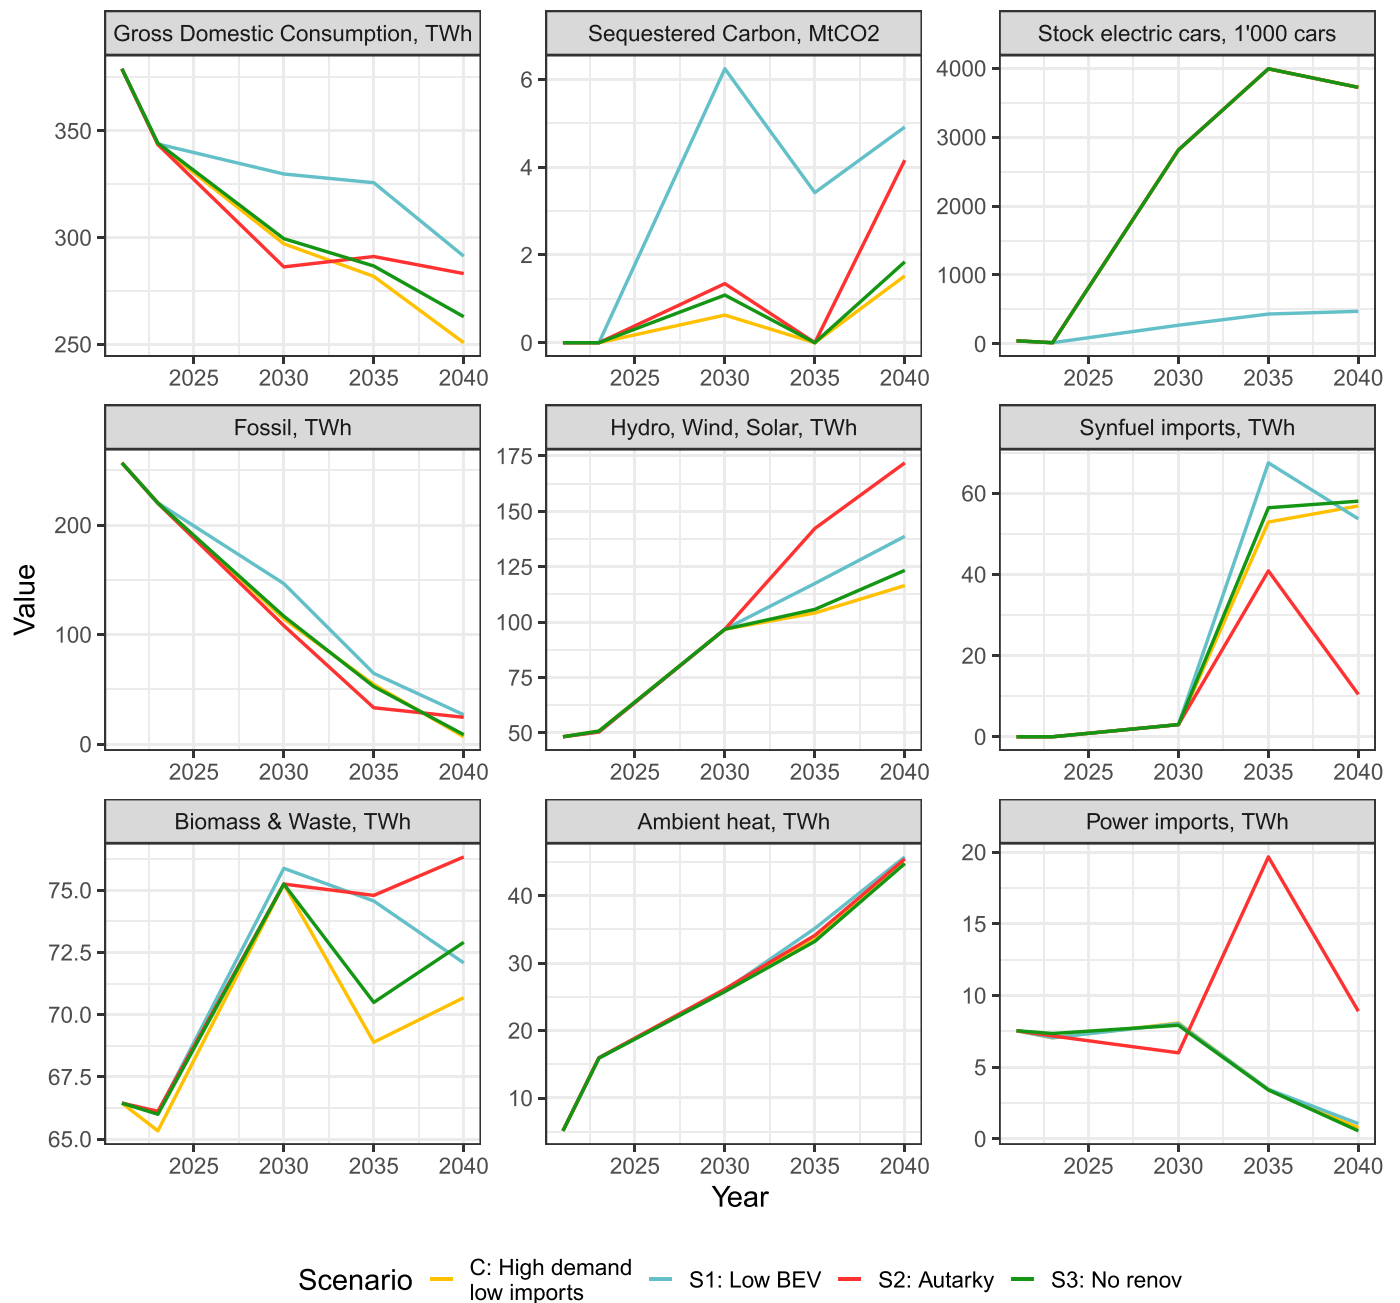 Gross Domestic Consumption, TWh
Sequestered Carbon, MtCO2
Stock electric cars, 1'000 cars
350
300
250
2025 2030 2035 2040
6
4
2
0
2025 2030 2035 2040
4000
3000
2000
1000
0
2025 2030 2035 2040
Fossil, TWh
Hydro, Wind, Solar, TWh
Synfuel imports, TWh
200
100
0
2025 2030 2035 2040
175
150
125
100
75
50
2025 2030 2035 2040
60
40
20
0
2025 2030 2035 2040
Value
Biomass & Waste, TWh
Ambient heat, TWh
Power imports, TWh
75.0
72.5
70.0
67.5
65.0
2025 2030 2035 2040
40
30
20
10
2025 2030 2035 2040
20
15
10
5
0
2025 2030 2035 2040
Year
Scenario
C: High demand
low imports
S1: Low BEV
S2: Autarky
S3: No renov